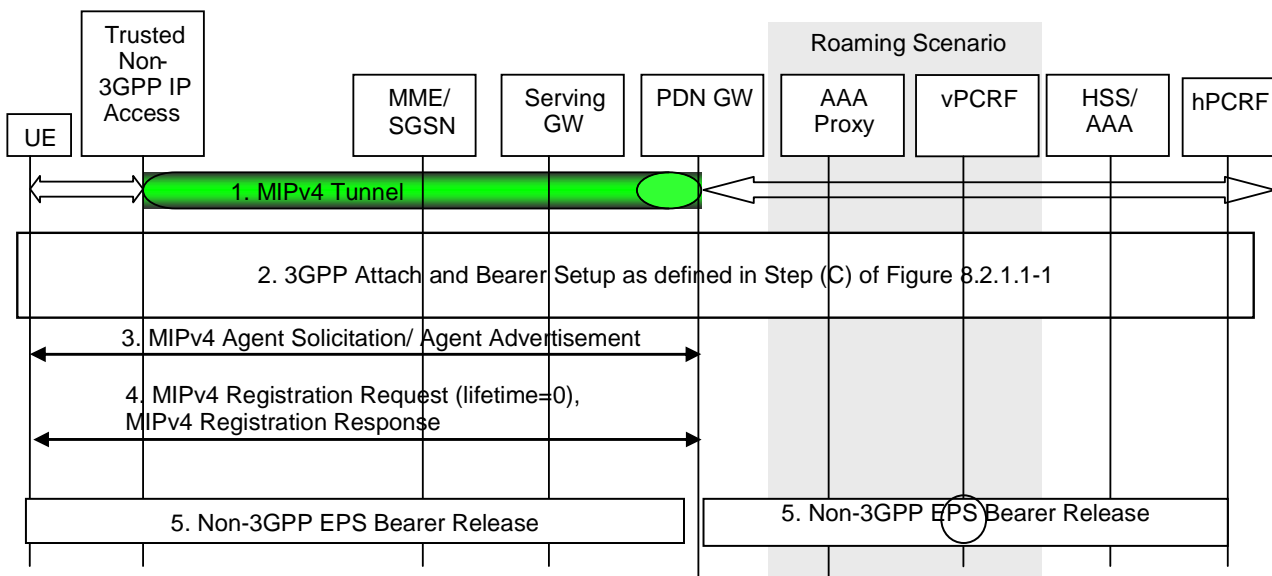 Roaming Scenario
UE
Trusted
Non-
3GPP IP
Access
MME/
SGSN
Serving
GW
PDN GW
AAA
Proxy
vPCRF
HSS/
AAA
hPCRF
1. MIPv4 Tunnel
2. 3GPP Attach and Bearer Setup as defined in Step (C) of Figure 8.2.1.1-1
3. MIPv4 Agent Solicitation/ Agent Advertisement
4. MIPv4 Registration Request (lifetime=0),
MIPv4 Registration Response
5. Non-3GPP EPS Bearer Release
5. Non-3GPP EPS Bearer Release